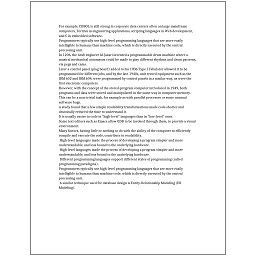 For example, COBOL is still strong in corporate data centers often on large mainframe
computers, Fortran in engineering applications, scripting languages in Web development,
and C in embedded software.
Programmers typically use high-level programming languages that are more easily
intelligible to humans than machine code, which is directly executed by the central
processing unit.
In 1206, the Arab engineer Al-Jazari invented a programmable drum machine where a
musical mechanical automaton could be made to play different rhythms and drum patterns,
via pegs and cams.
Later a control panel (plug board) added to his 1906 Type I Tabulator allowed it to be
programmed for different jobs, and by the late 1940s, unit record equipment such as the
IBM 602 and IBM 604, were programmed by control panels in a similar way, as were the
first electronic computers.
However, with the concept of the stored-program computer introduced in 1949, both
programs and data were stored and manipulated in the same way in computer memory.
This can be a non-trivial task, for example as with parallel processes or some unusual
software bugs.
A study found that a few simple readability transformations made code shorter and
drastically reduced the time to understand it.
It is usually easier to code in "high-level" languages than in "low-level" ones.
Some text editors such as Emacs allow GDB to be invoked through them, to provide a visual
environment.
Many factors, having little or nothing to do with the ability of the computer to efficiently
compile and execute the code, contribute to readability.
High-level languages made the process of developing a program simpler and more
understandable, and less bound to the underlying hardware.
High-level languages made the process of developing a program simpler and more
understandable, and less bound to the underlying hardware.
Different programming languages support different styles of programming (called
programming paradigms).
Programmers typically use high-level programming languages that are more easily
intelligible to humans than machine code, which is directly executed by the central
processing unit.
A similar technique used for database design is Entity-Relationship Modeling (ER
Modeling).